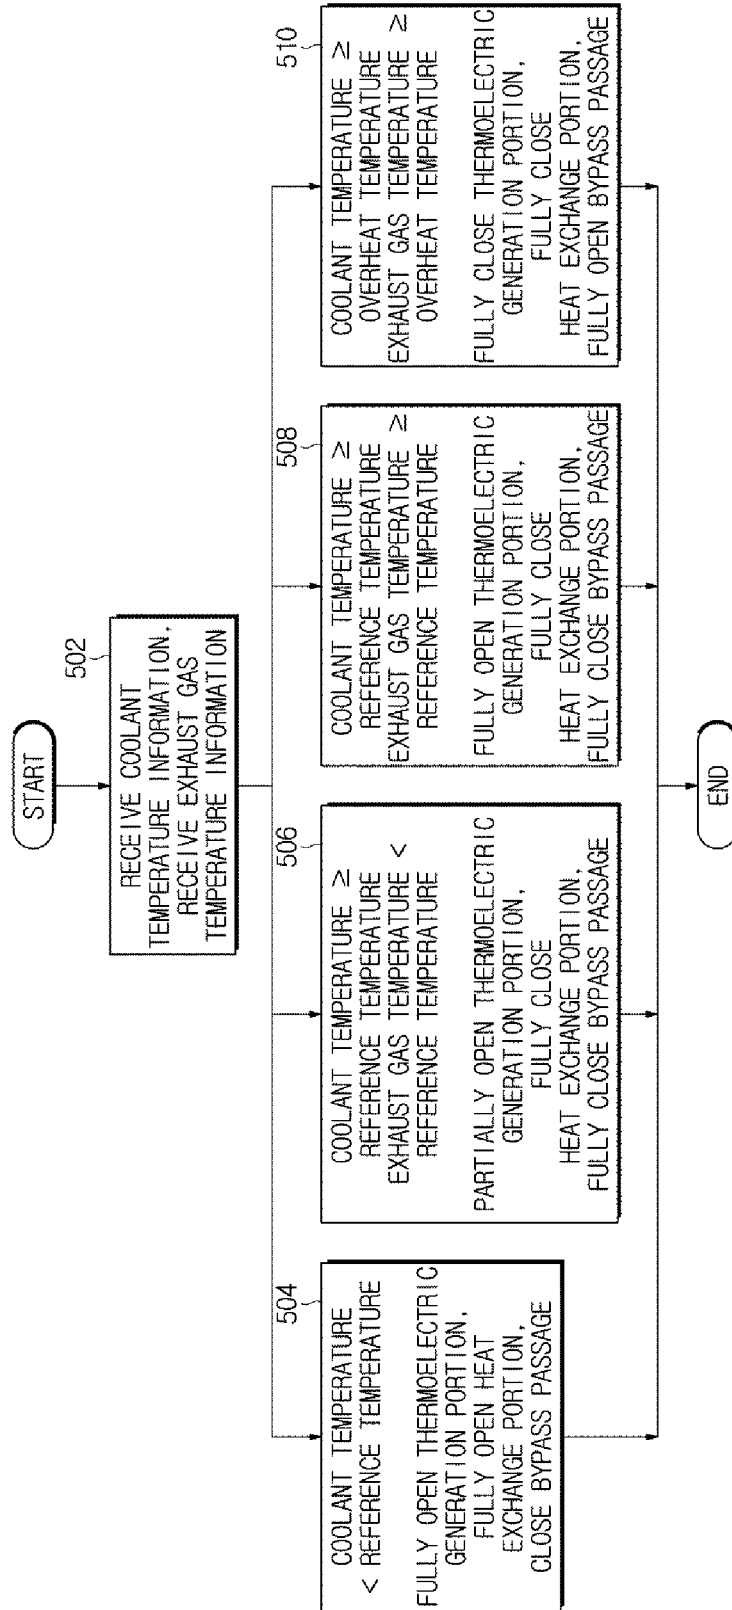 START
502
RECEIVE COOLANT
TEMPERATURE INFORMATION,
RECEIVE EXHAUST GAS
TEMPERATURE INFORMATION
504
COOLANT TEMPERATURE
< REFERENCE TEMPERATURE
FULLY OPEN THERMOELECTRIC
GENERATION PORTION,
FULLY OPEN HEAT
EXCHANGE PORTION,
CLOSE BYPASS PASSAGE
506
COOLANT TEMPERATURE ≥
REFERENCE TEMPERATURE
EXHAUST GAS TEMPERATURE <
REFERENCE TEMPERATURE
PARTIALLY OPEN THERMOELECTRIC
GENERATION PORTION,
FULLY CLOSE
HEAT EXCHANGE PORTION,
FULLY CLOSE BYPASS PASSAGE
508
COOLANT TEMPERATURE ≥
REFERENCE TEMPERATURE
EXHAUST GAS TEMPERATURE ≥
REFERENCE TEMPERATURE
FULLY OPEN THERMOELECTRIC
GENERATION PORTION,
FULLY CLOSE
HEAT EXCHANGE PORTION,
FULLY CLOSE BYPASS PASSAGE
510
COOLANT TEMPERATURE ≥
OVERHEAT TEMPERATURE
EXHAUST GAS TEMPERATURE ≥
OVERHEAT TEMPERATURE
FULLY CLOSE THERMOELECTRIC
GENERATION PORTION,
FULLY CLOSE
HEAT EXCHANGE PORTION,
FULLY OPEN BYPASS PASSAGE
END